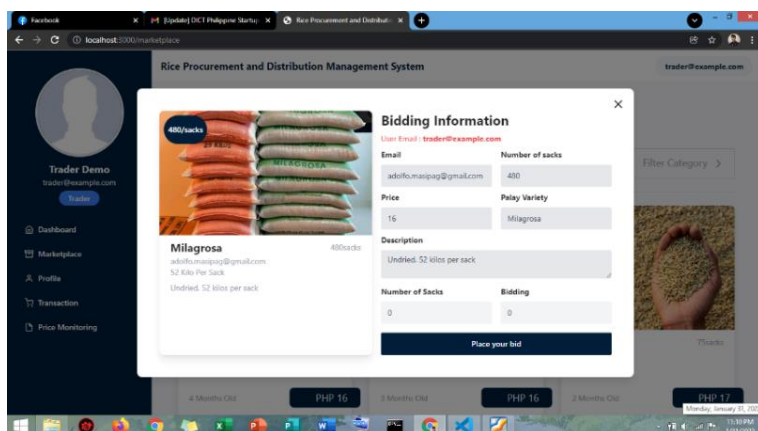 Facebook
[Update] DICT Philippine Startup
Rice Procurement and Distributi
localhost:3000/marketplace
Rice Procurement and Distribution Management System
trader@example.com
Trader Demo
trader@example.com
Trader
Dashboard
Marketplace
Profile
Transaction
Price Monitoring
480/sacks
MILAGROSA
Milagrosa
480sacks
adolfo.masipag@gmail.com
52 Kilo Per Sack
Undried. 52 kilos per sack
Bidding Information
User Email : trader@example.com
Email
Number of sacks
adolfo.masipag@gmail.com
480
Price
Palay Variety
16
Milagrosa
Description
Undried. 52 kilos per sack
Number of Sacks
Bidding
0
0
Place your bid
Filter Category
75sacks
4 Months Old
PHP 16
3 Months Old
PHP 16
2 Months Old
PHP 17
Monday, January 31, 202
11:39 PM